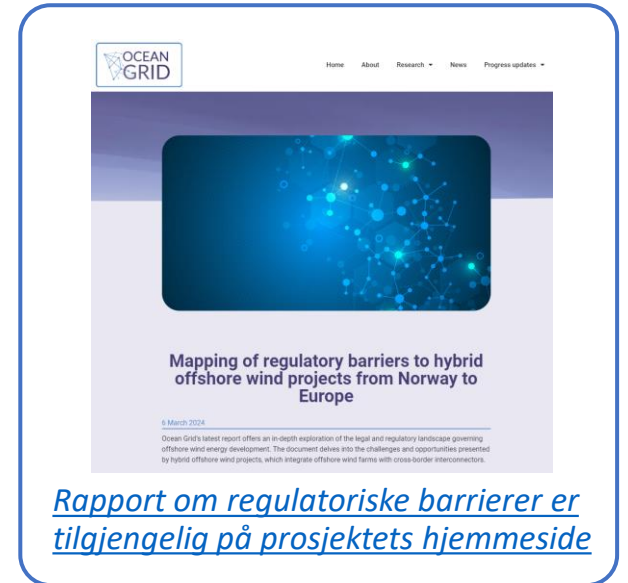 OCEAN
GRID
Home About Research News Progress updates
Mapping of regulatory barriers to hybrid
offshore wind projects from Norway to
Europe
6 March 2024
Ocean Grid's latest report offers an in-depth exploration of the legal and regulatory landscape governing
offshore wind energy development. The document delves into the challenges and opportunities presented
by hybrid offshore wind projects, which integrate offshore wind farms with cross-border interconnectors.
Rapport om regulatoriske barrierer er
tilgjengelig på prosjektets hjemmeside